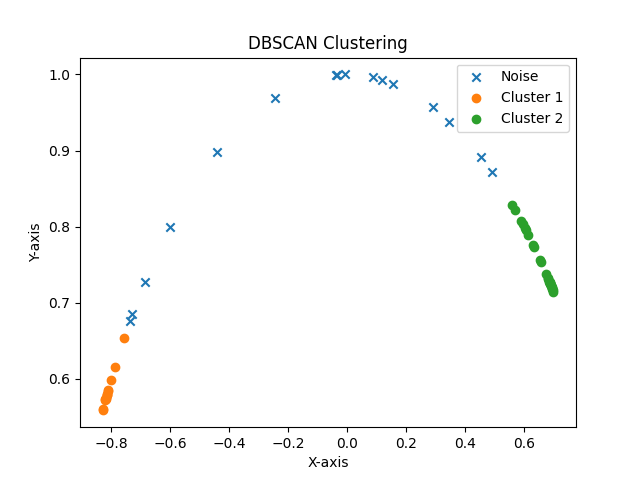 DBSCAN Clustering
Noise
Cluster 1
Cluster 2
1.0
0.9
0.8
0.7
0.6
Y-axis
−0.8 −0.6 −0.4 −0.2 0.0 0.2 0.4 0.6
X-axis